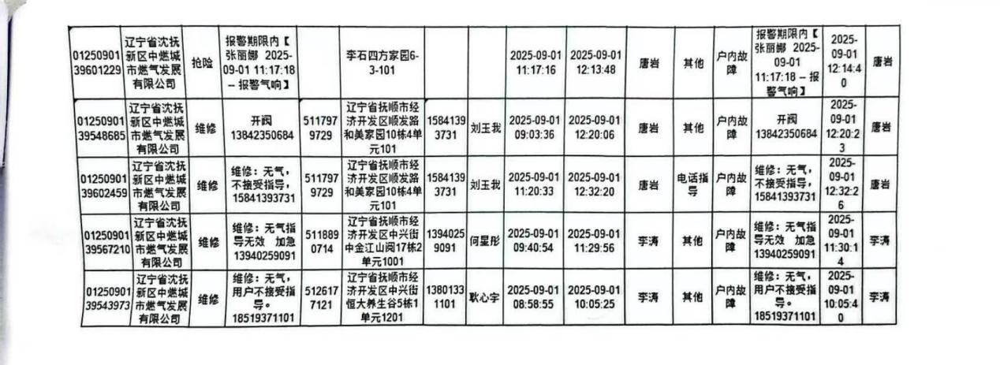 0125090139601229 辽宁省沈抚新区中燃城市燃气发展有限公司 抢险 报警期限内【张丽娜 2025-09-01 11:17:18 – 报警气响】 李石四方家园6-3-101 2025-09-01 11:17:16 2025-09-01 12:13:48 唐岩 其他 户内故障 报警期限内【张丽娜 2025-09-01 11:17:18 – 报警气响】 2025-09-01 12:14:40 唐岩
0125090139548685 辽宁省沈抚新区中燃城市燃气发展有限公司 维修 开阀 13842350684 5117979729 辽宁省抚顺市经济开发区顺发路和美家园10栋4单元101 15841393731 刘玉我 2025-09-01 09:03:36 2025-09-01 12:20:06 唐岩 其他 户内故障 开阀 13842350684 2025-09-01 12:20:23 唐岩
0125090139602459 辽宁省沈抚新区中燃城市燃气发展有限公司 维修 维修：无气，不接受指导，15841393731 5117979729 辽宁省抚顺市经济开发区顺发路和美家园10栋4单元101 15841393731 刘玉我 2025-09-01 11:20:33 2025-09-01 12:32:20 唐岩 电话指导 户内故障 维修：无气，不接受指导，15841393731 2025-09-01 12:32:26 唐岩
0125090139567210 辽宁省沈抚新区中燃城市燃气发展有限公司 维修 维修：无气指导无效 加急 13940259091 5118890714 辽宁省抚顺市经济开发区中兴街中金江山阅17栋2单元1001 13940259091 何星彤 2025-09-01 09:40:54 2025-09-01 11:29:56 李涛 其他 户内故障 维修：无气指导无效 加急 13940259091 2025-09-01 11:30:14 李涛
0125090139543973 辽宁省沈抚新区中燃城市燃气发展有限公司 维修 维修：无气，用户不接受指导。18519371101 5126177121 辽宁省抚顺市经济开发区中兴街恒大养生谷5栋1单元1201 13801331101 耿心宇 2025-09-01 08:58:55 2025-09-01 10:05:25 李涛 其他 户内故障 维修：无气，用户不接受指导。18519371101 2025-09-01 10:05:40 李涛